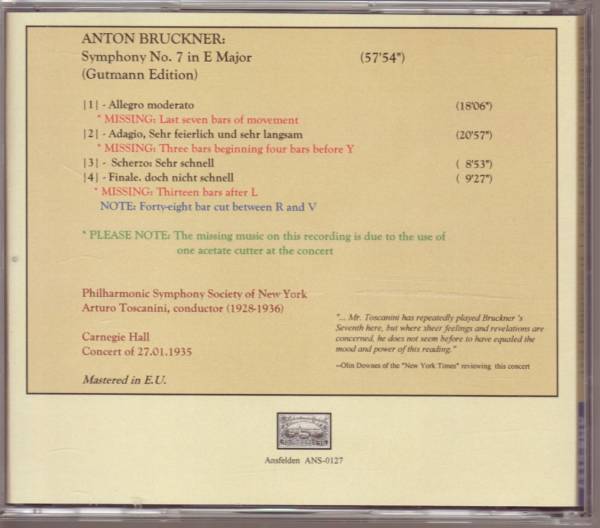 ANTON BRUCKNER:
Symphony No. 7 in E Major (57'54")
(Gutmann Edition)
|1| - Allegro moderato (18'06")
* MISSING: Last seven bars of movement
|2| - Adagio, Sehr feierlich und sehr langsam (20'57")
* MISSING: Three bars beginning four bars before Y
|3| - Scherzo: Sehr schnell ( 8'53")
|4| - Finale. doch nicht schnell ( 9'27")
* MISSING: Thirteen bars after L
NOTE: Forty-eight bar cut between R and V
* PLEASE NOTE: The missing music on this recording is due to the use of
one acetate cutter at the concert
Philharmonic Symphony Society of New York
Arturo Toscanini, conductor (1928-1936)
Carnegie Hall
Concert of 27.01.1935
Mastered in E.U.
"... Mr. Toscanini has repeatedly played Bruckner 's
Seventh here, but where sheer feelings and revelations are
concerned, he does not seem before to have equaled the
mood and power of this reading."
--Olin Downes of the "New York Times" reviewing this concert
Ansfelden ANS-0127